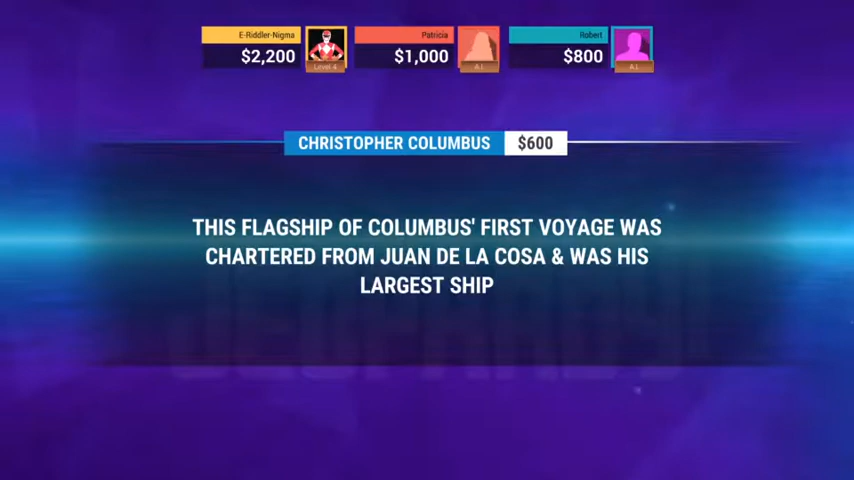 E-Riddler-Nigma
$2,200
Level 4
Patricia
$1,000
A.I.
Robert
$800
A.I.
CHRISTOPHER COLUMBUS $600
THIS FLAGSHIP OF COLUMBUS' FIRST VOYAGE WAS
CHARTERED FROM JUAN DE LA COSA & WAS HIS
LARGEST SHIP
JEOPARDY!